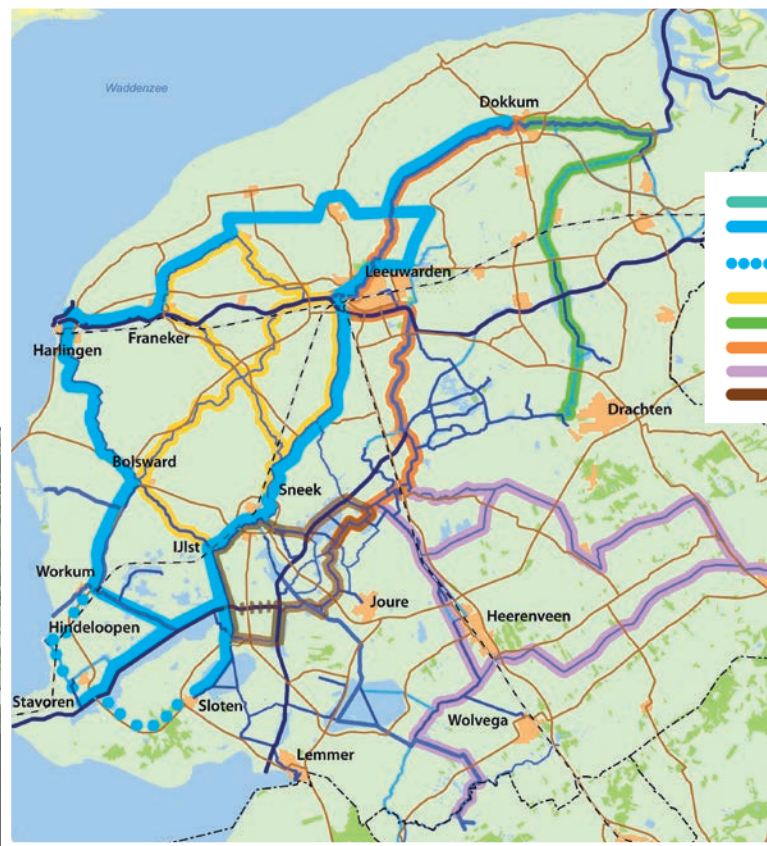 Waddenzee
Dokkum
Leeuwarden
Harlingen
Franeker
Drachten
Bolsward
Sneek
IJlst
Workum
Joure
Heerenveen
Hindeloopen
Stavoren
Sloten
Wolvega
Lemmer